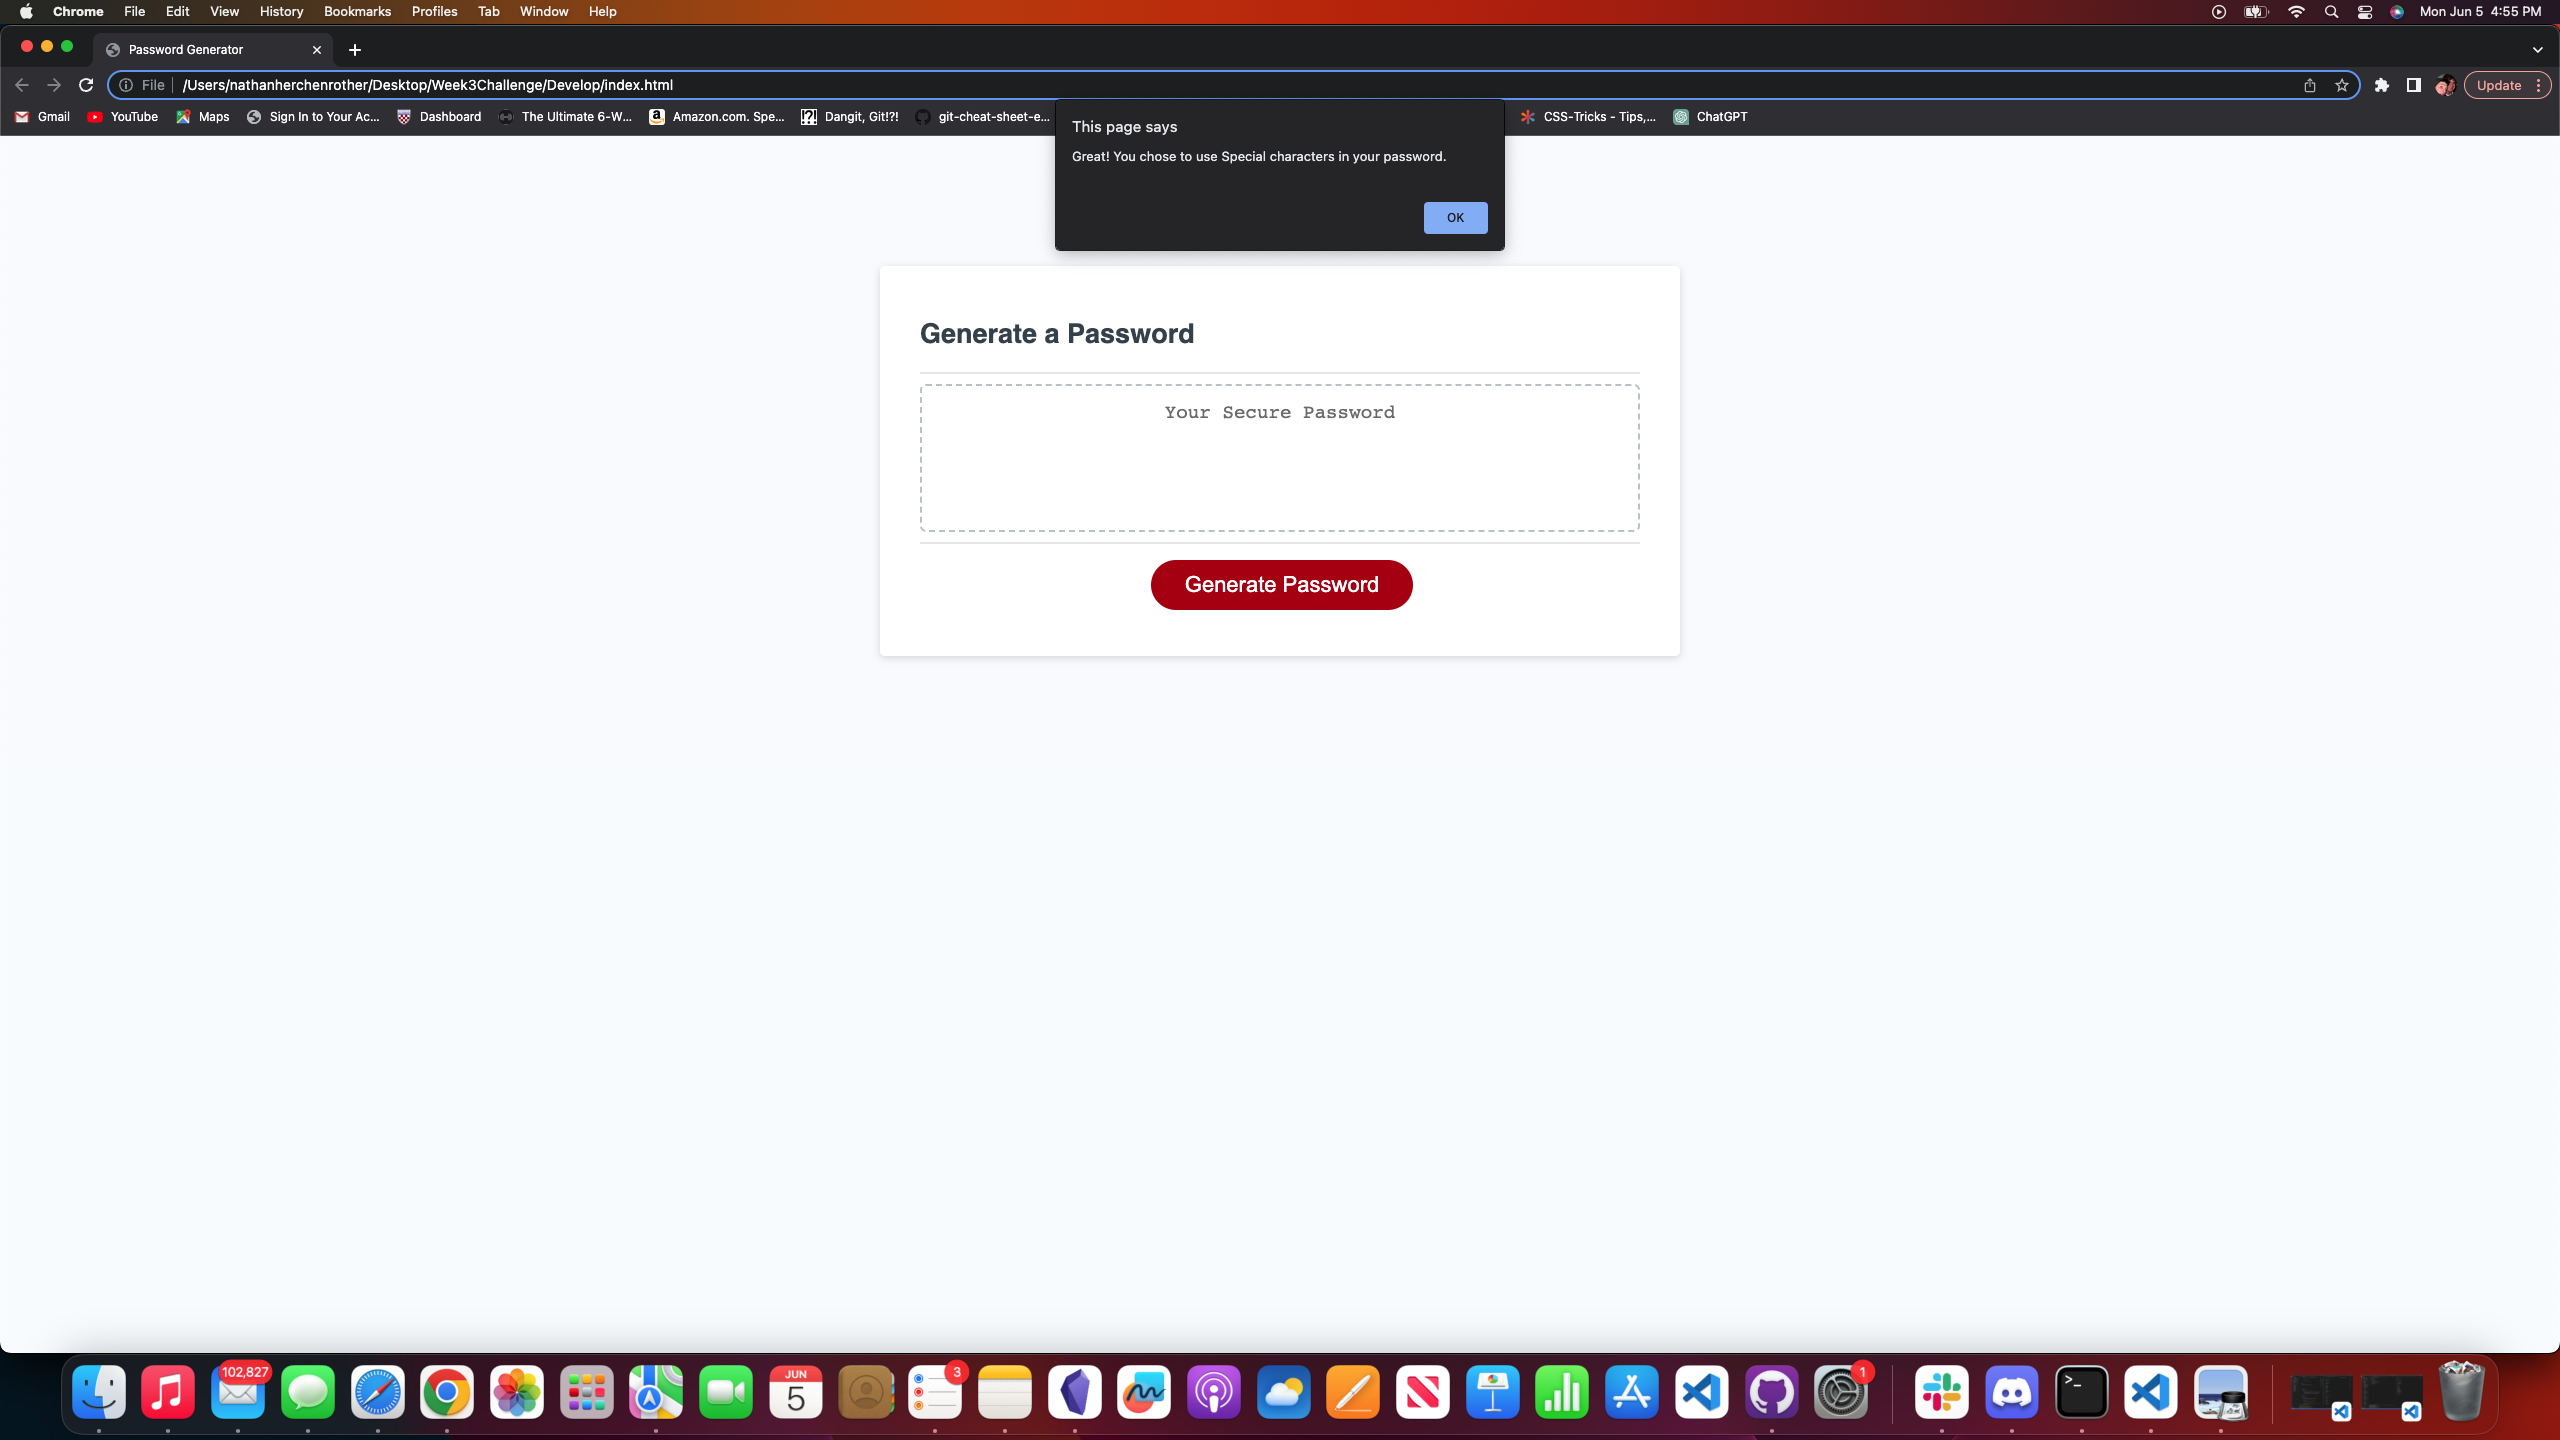 Chrome File Edit View History Bookmarks Profiles Tab Window Help Mon Jun 5 4:55 PM
Password Generator
File /Users/nathanherchenrother/Desktop/Week3Challenge/Develop/index.html Update
Gmail YouTube Maps Sign In to Your Ac... Dashboard The Ultimate 6-W... Amazon.com. Spe... Dangit, Git!?! git-cheat-sheet-e... CSS-Tricks - Tips,... ChatGPT
This page says
Great! You chose to use Special characters in your password.
OK
Generate a Password
Your Secure Password
Generate Password
102,827
JUN
5
3
1